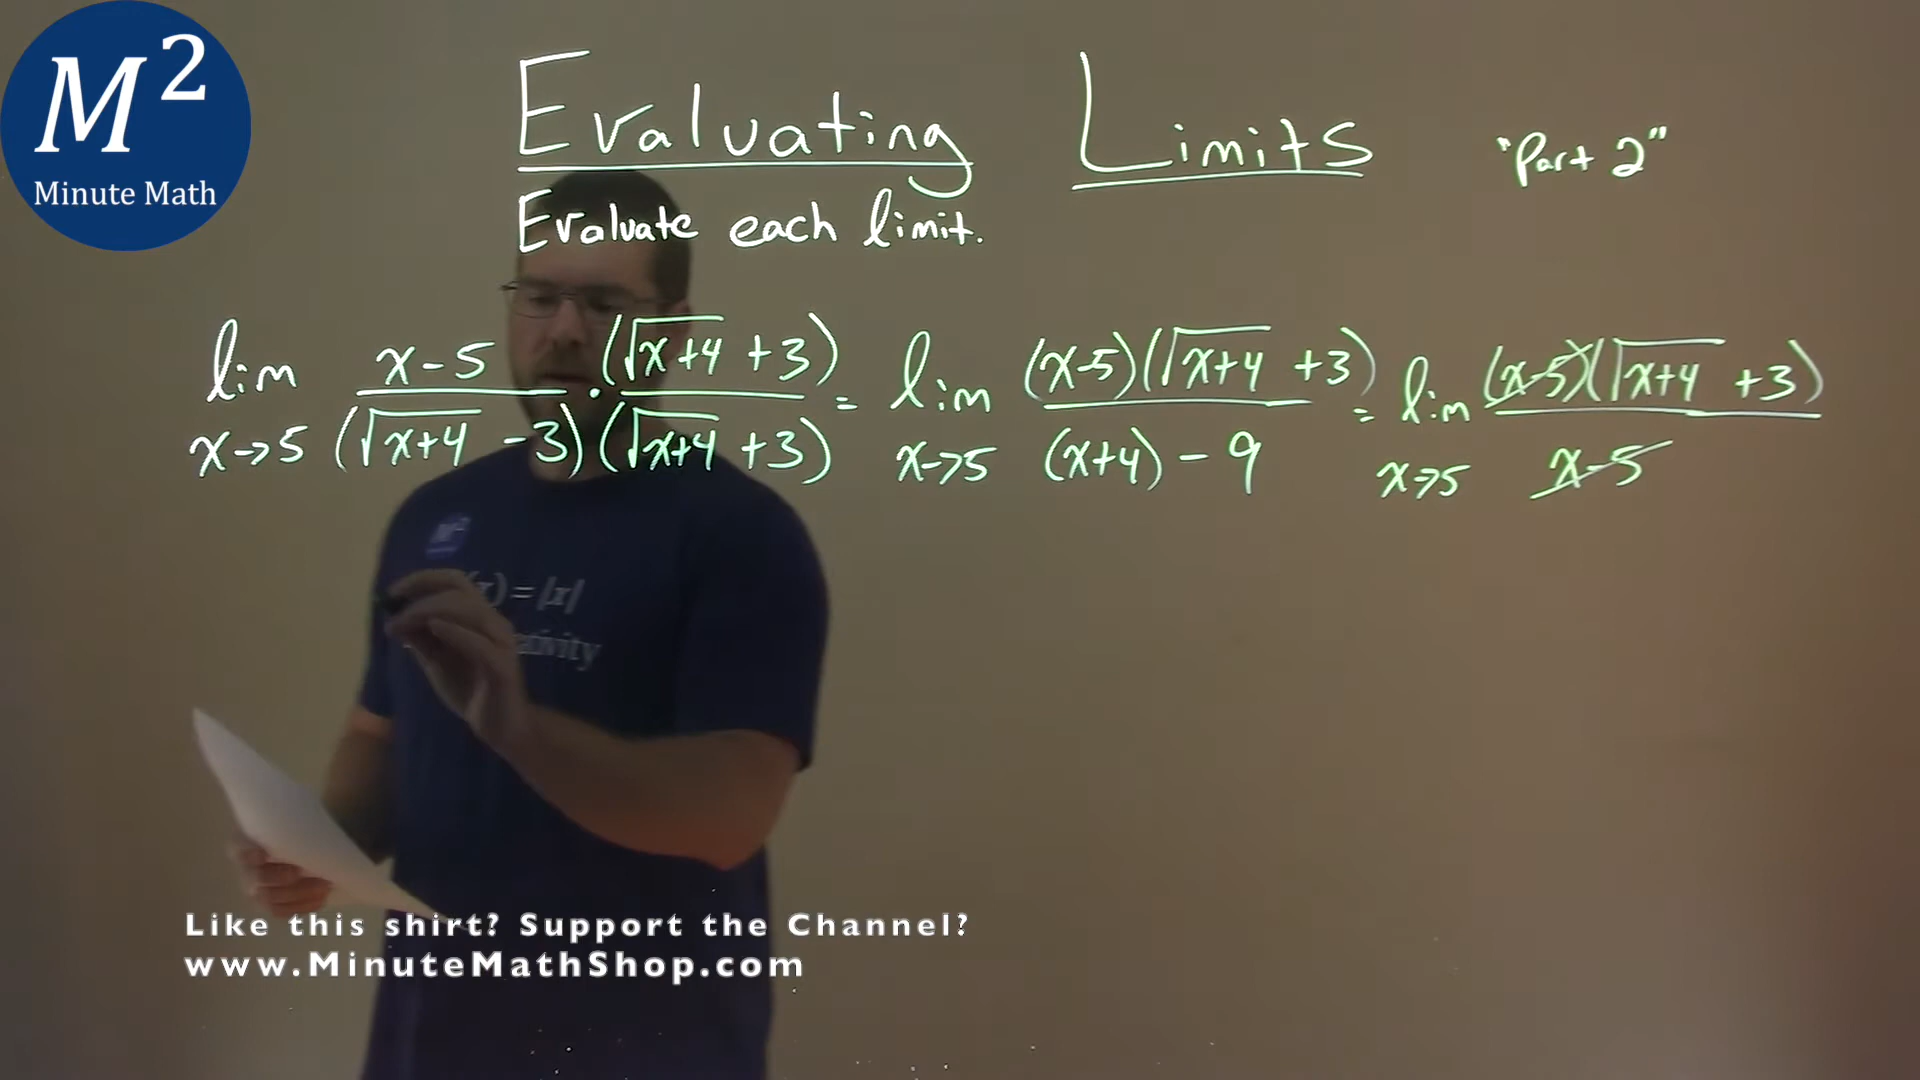 M²
Minute Math
Evaluating Limits "Part 2"
Evaluate each limit.
lim x→5 (x-5)/(√(x+4) -3) · (√(x+4) +3)/(√(x+4) +3) = lim x→5 (x-5)(√(x+4) +3)/((x+4) - 9) = lim x→5 (x-5)(√(x+4) +3)/(x-5)
M²
= |x|
Like this shirt? Support the Channel?
www.MinuteMathShop.com